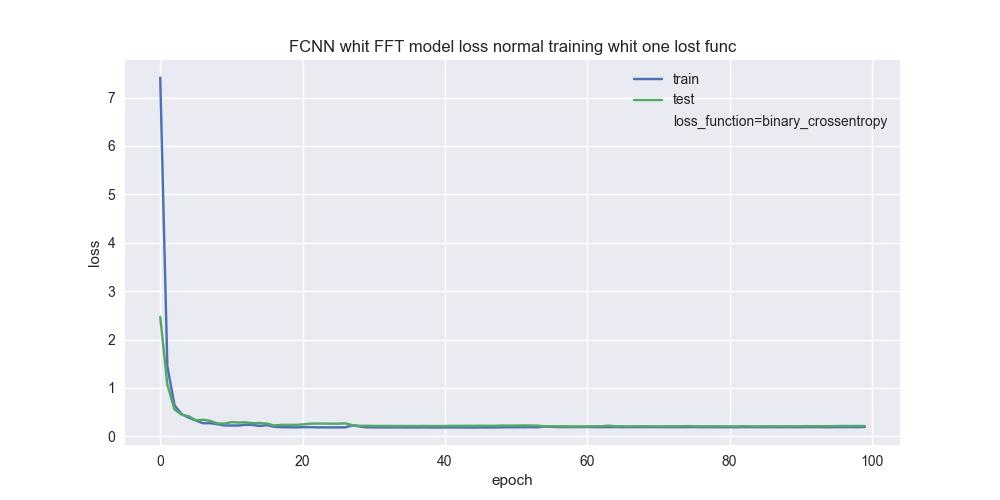 FCNN whit FFT model loss normal training whit one lost func
train
test
loss_function=binary_crossentropy
7
6
5
4
3
2
1
0
loss
0 20 40 60 80 100
epoch